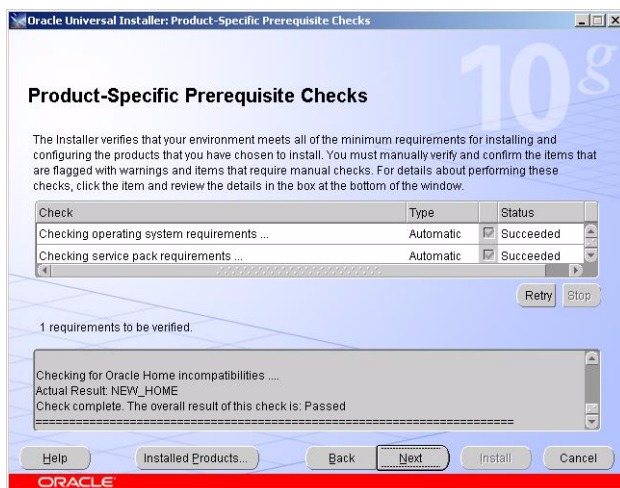 Oracle Universal Installer: Product-Specific Prerequisite Checks
10g
Product-Specific Prerequisite Checks
The Installer verifies that your environment meets all of the minimum requirements for installing and
configuring the products that you have chosen to install. You must manually verify and confirm the items that
are flagged with warnings and items that require manual checks. For details about performing these
checks, click the item and review the details in the box at the bottom of the window.
Check Type Status
Checking operating system requirements ... Automatic Succeeded
Checking service pack requirements ... Automatic Succeeded
Retry Stop
1 requirements to be verified.
Checking for Oracle Home incompatibilities ....
Actual Result: NEW_HOME
Check complete. The overall result of this check is: Passed
========================================================================
Help Installed Products... Back Next Install Cancel
ORACLE